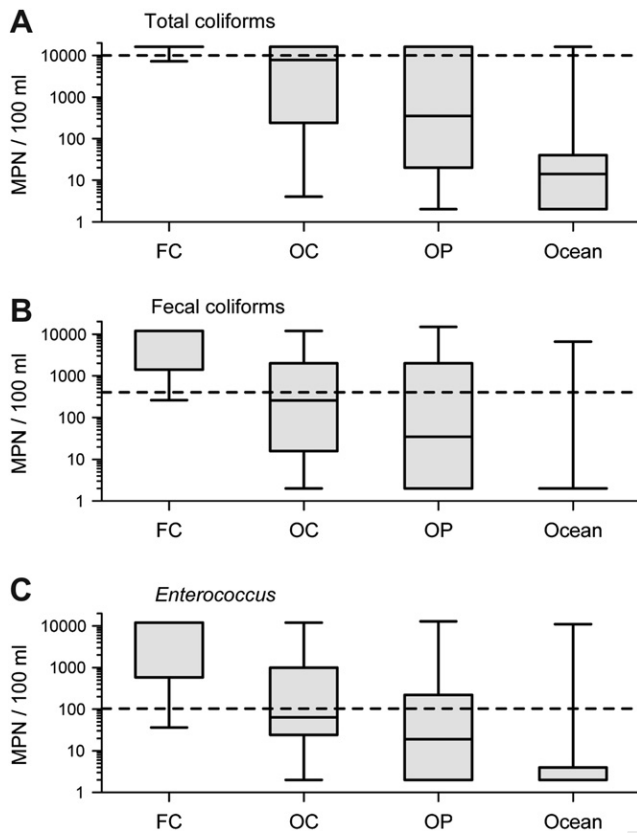 A
Total coliforms
MPN / 100 ml
10000
1000
100
10
1
FC OC OP Ocean
B
Fecal coliforms
MPN / 100 ml
10000
1000
100
10
1
FC OC OP Ocean
C
Enterococcus
MPN / 100 ml
10000
1000
100
10
1
FC OC OP Ocean